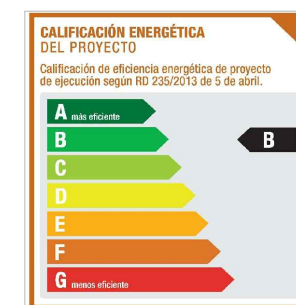 CALIFICACIÓN ENERGÉTICA
DEL PROYECTO
Calificación de eficiencia energética de proyecto
de ejecución según RD 235/2013 de 5 de abril.
A más eficiente
B B
C
D
E
F
G menos eficiente